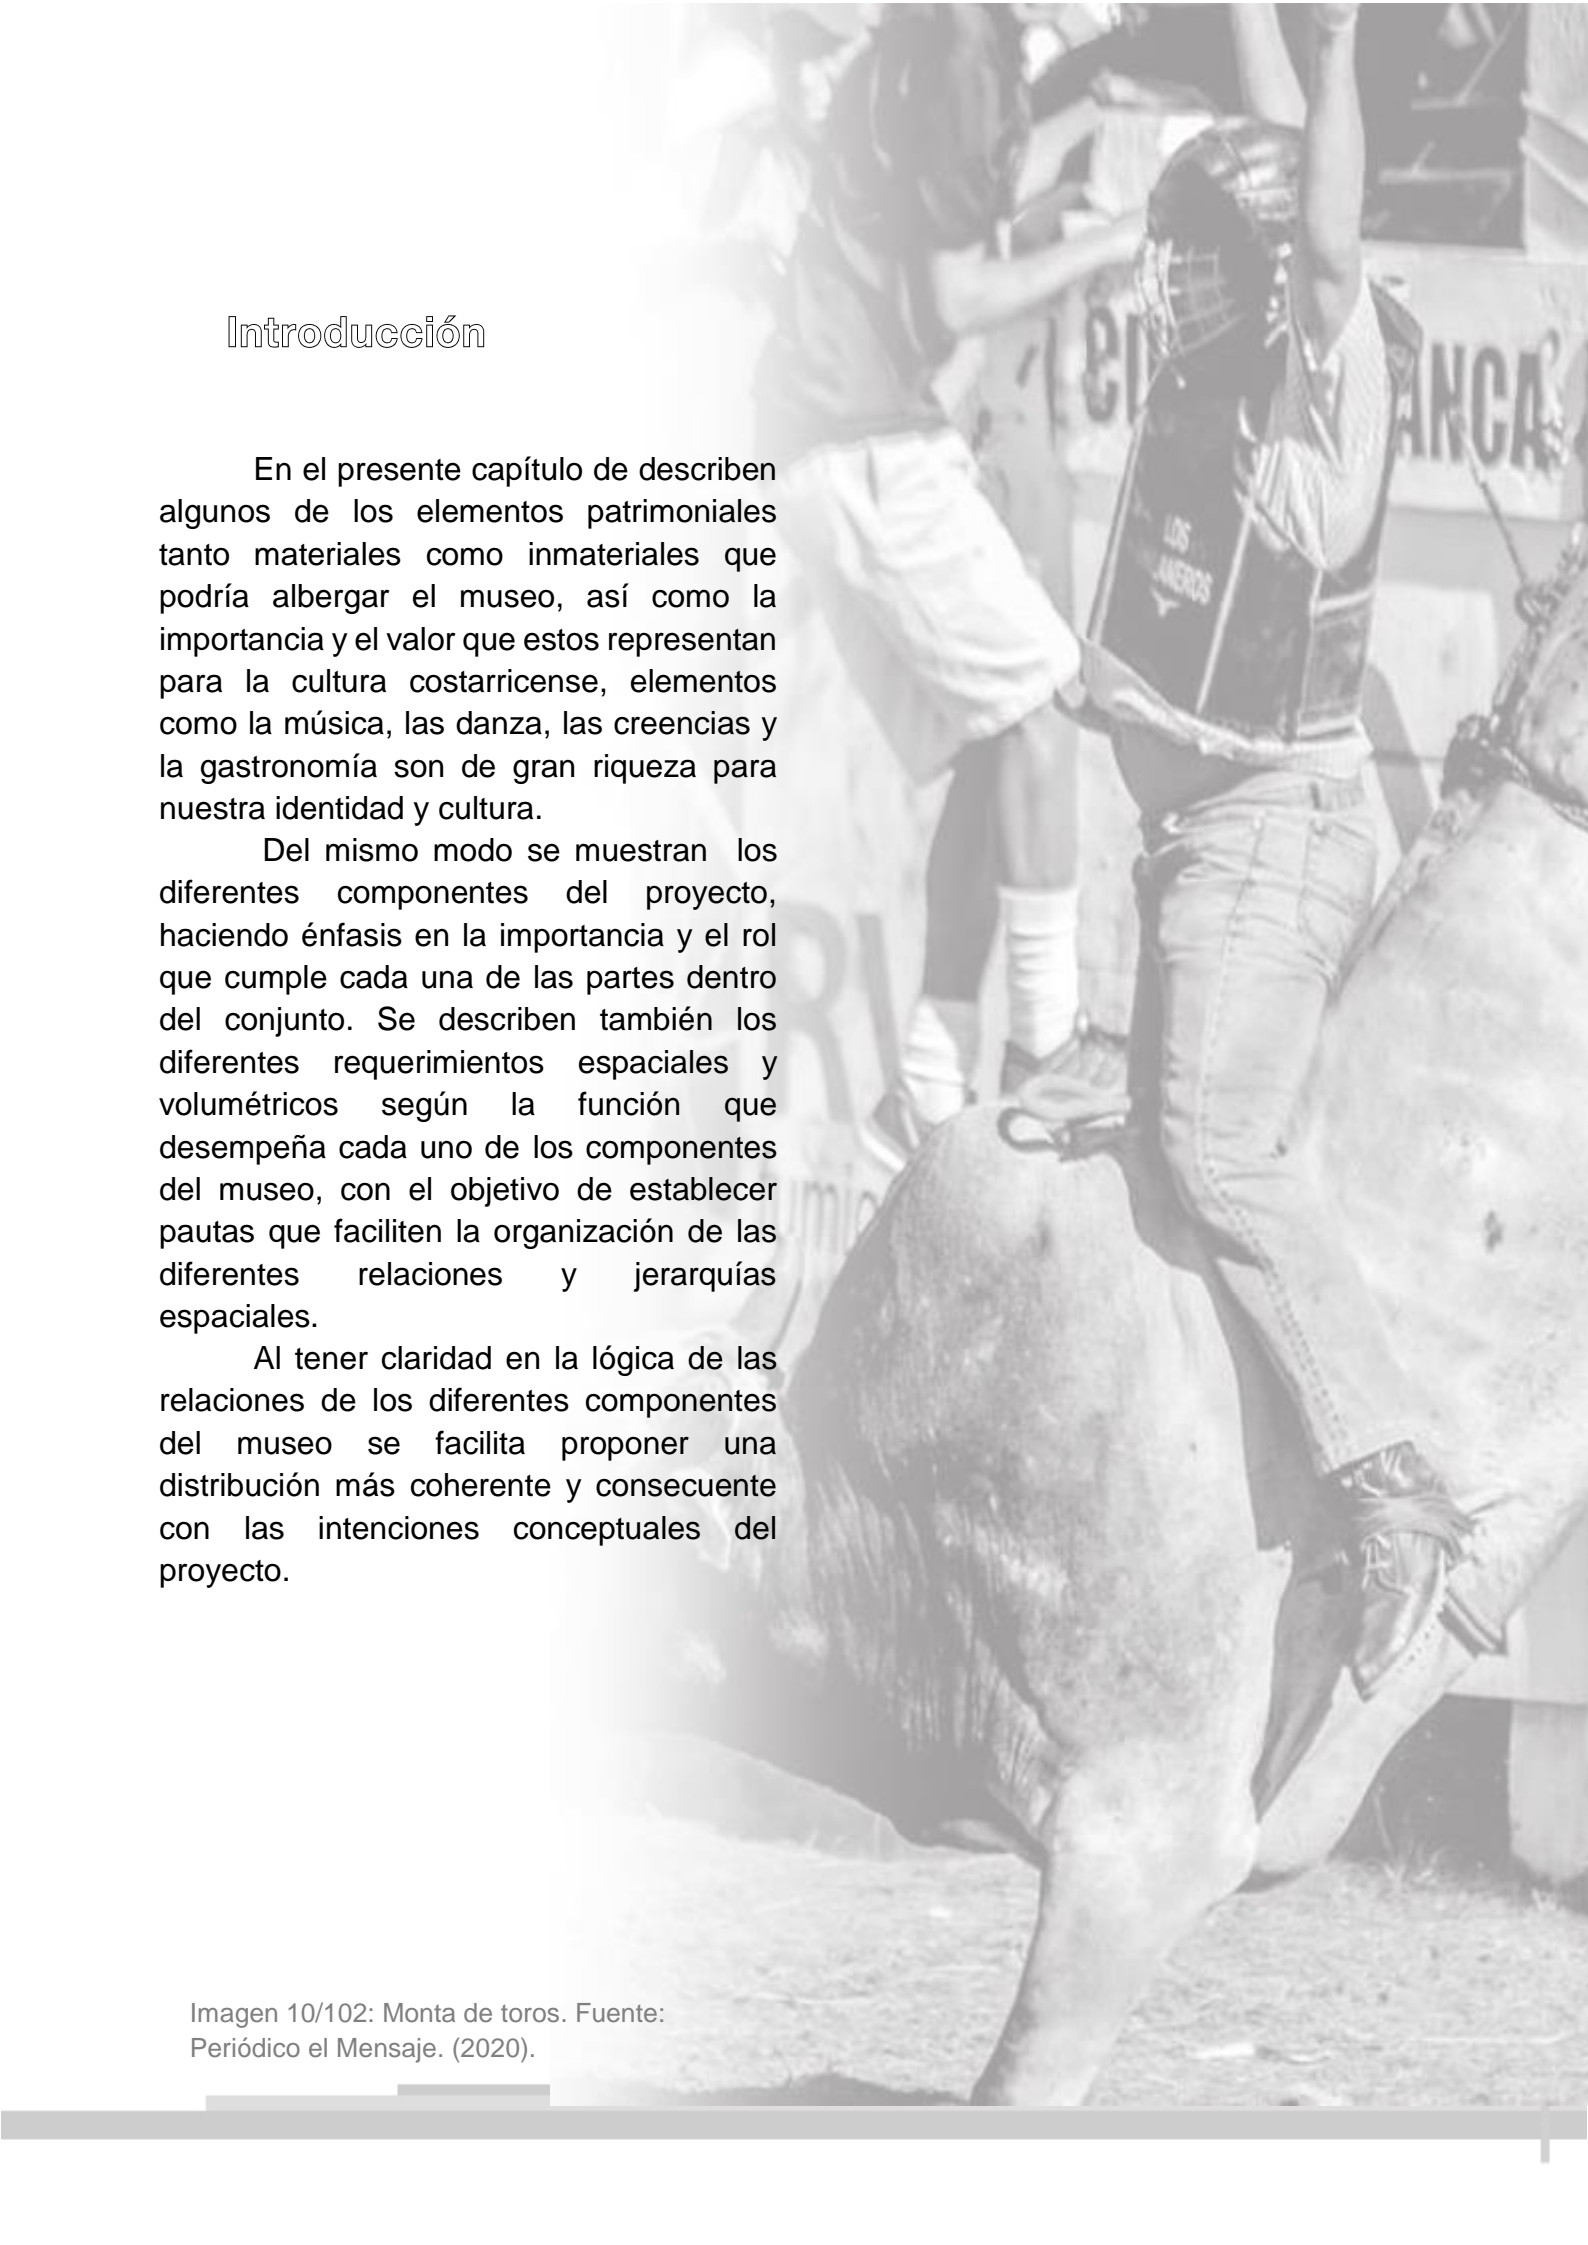 Introducción
En el presente capítulo de describen
algunos de los elementos patrimoniales
tanto materiales como inmateriales que
podría albergar el museo, así como la
importancia y el valor que estos representan
para la cultura costarricense, elementos
como la música, las danza, las creencias y
la gastronomía son de gran riqueza para
nuestra identidad y cultura.
Del mismo modo se muestran los
diferentes componentes del proyecto,
haciendo énfasis en la importancia y el rol
que cumple cada una de las partes dentro
del conjunto. Se describen también los
diferentes requerimientos espaciales y
volumétricos según la función que
desempeña cada uno de los componentes
del museo, con el objetivo de establecer
pautas que faciliten la organización de las
diferentes relaciones y jerarquías
espaciales.
Al tener claridad en la lógica de las
relaciones de los diferentes componentes
del museo se facilita proponer una
distribución más coherente y consecuente
con las intenciones conceptuales del
proyecto.
LOS
Imagen 10/102: Monta de toros. Fuente:
Periódico el Mensaje. (2020).